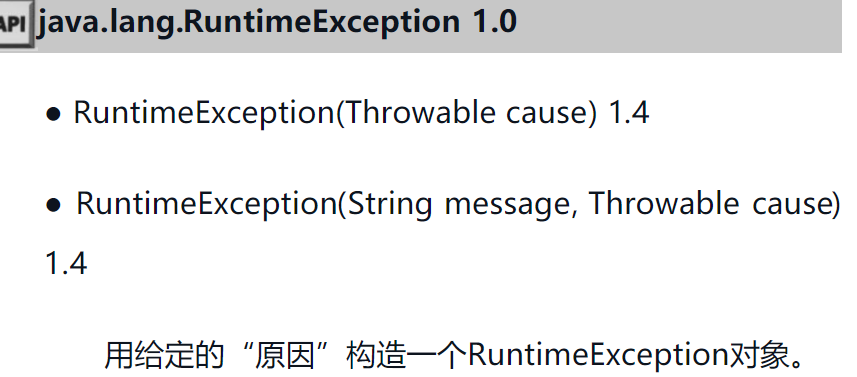 API java.lang.RuntimeException 1.0
● RuntimeException(Throwable cause) 1.4
● RuntimeException(String message, Throwable cause)
1.4
用给定的“原因”构造一个RuntimeException对象。